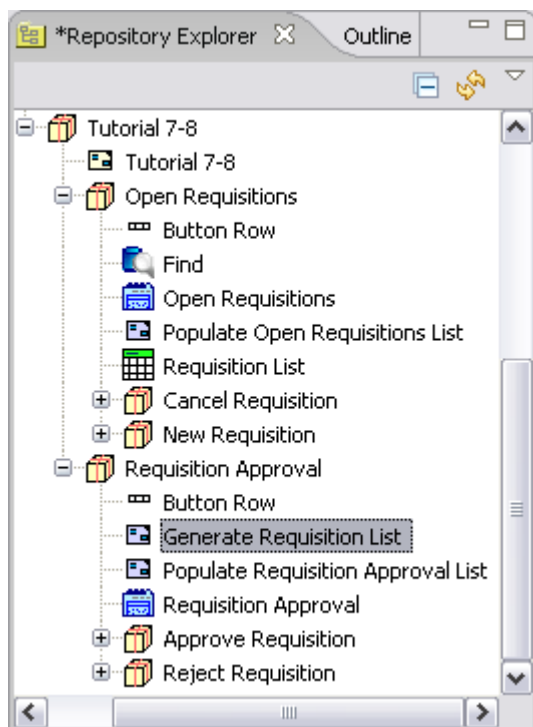 *Repository Explorer Outline
Tutorial 7-8
Tutorial 7-8
Open Requisitions
Button Row
Find
Open Requisitions
Populate Open Requisitions List
Requisition List
Cancel Requisition
New Requisition
Requisition Approval
Button Row
Generate Requisition List
Populate Requisition Approval List
Requisition Approval
Approve Requisition
Reject Requisition